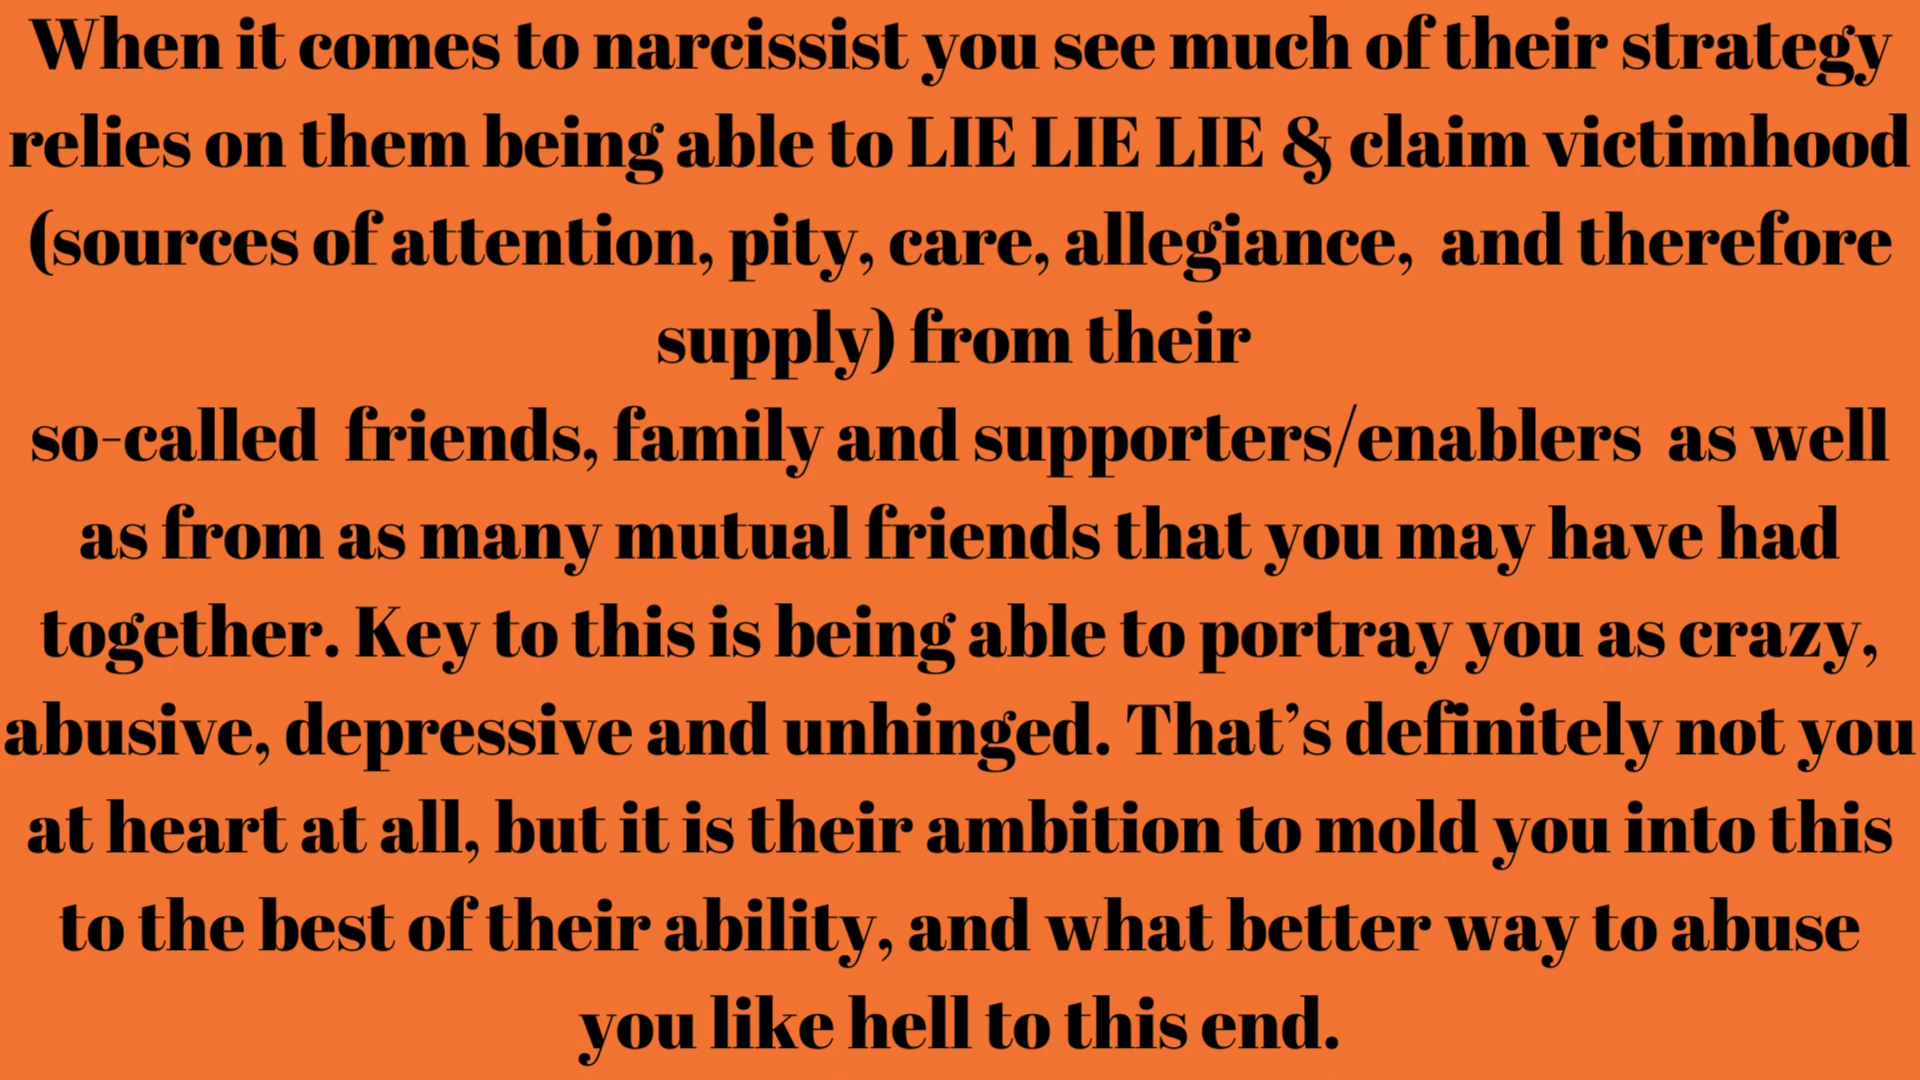 When it comes to narcissist you see much of their strategy
relies on them being able to LIE LIE LIE & claim victimhood
(sources of attention, pity, care, allegiance,  and therefore
supply) from their
so-called  friends, family and supporters/enablers  as well
as from as many mutual friends that you may have had
together. Key to this is being able to portray you as crazy,
abusive, depressive and unhinged. That’s definitely not you
at heart at all, but it is their ambition to mold you into this
to the best of their ability, and what better way to abuse
you like hell to this end.